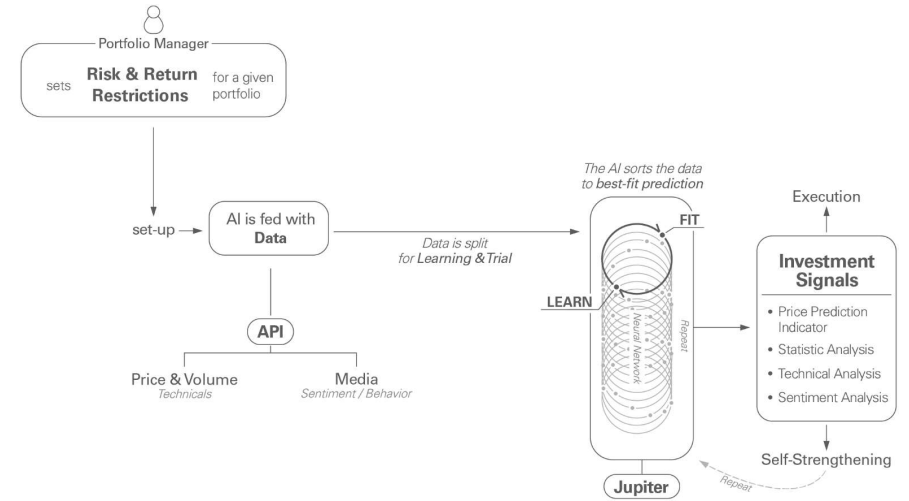 Portfolio Manager
sets
Risk & Return
Restrictions
for a given
portfolio
set-up
AI is fed with
Data
API
Price & Volume
Technicals
Media
Sentiment / Behavior
Data is split
for Learning & Trial
The AI sorts the data
to best-fit prediction
FIT
LEARN
Neural Network
Repeat
Jupiter
Execution
Investment
Signals
• Price Prediction
Indicator
• Statistic Analysis
• Technical Analysis
• Sentiment Analysis
Self-Strengthening
Repeat